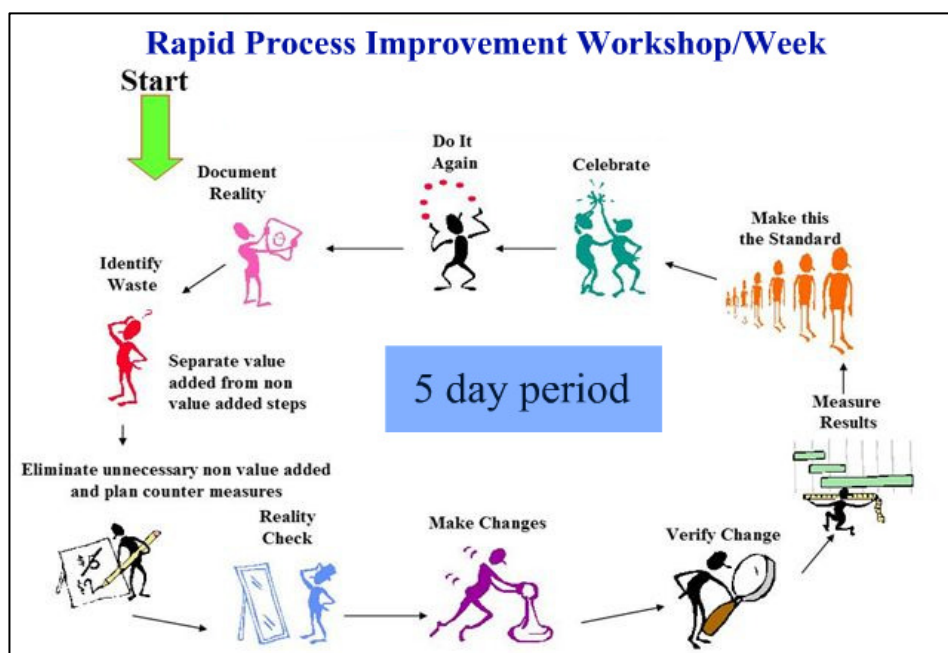 Rapid Process Improvement Workshop/Week
Start
Document
Reality
Identify
Waste
Separate value
added from non
value added steps
Eliminate unnecessary non value added
and plan counter measures
Reality
Check
Make Changes
Verify Change
Measure
Results
Make this
the Standard
Celebrate
Do It
Again
5 day period